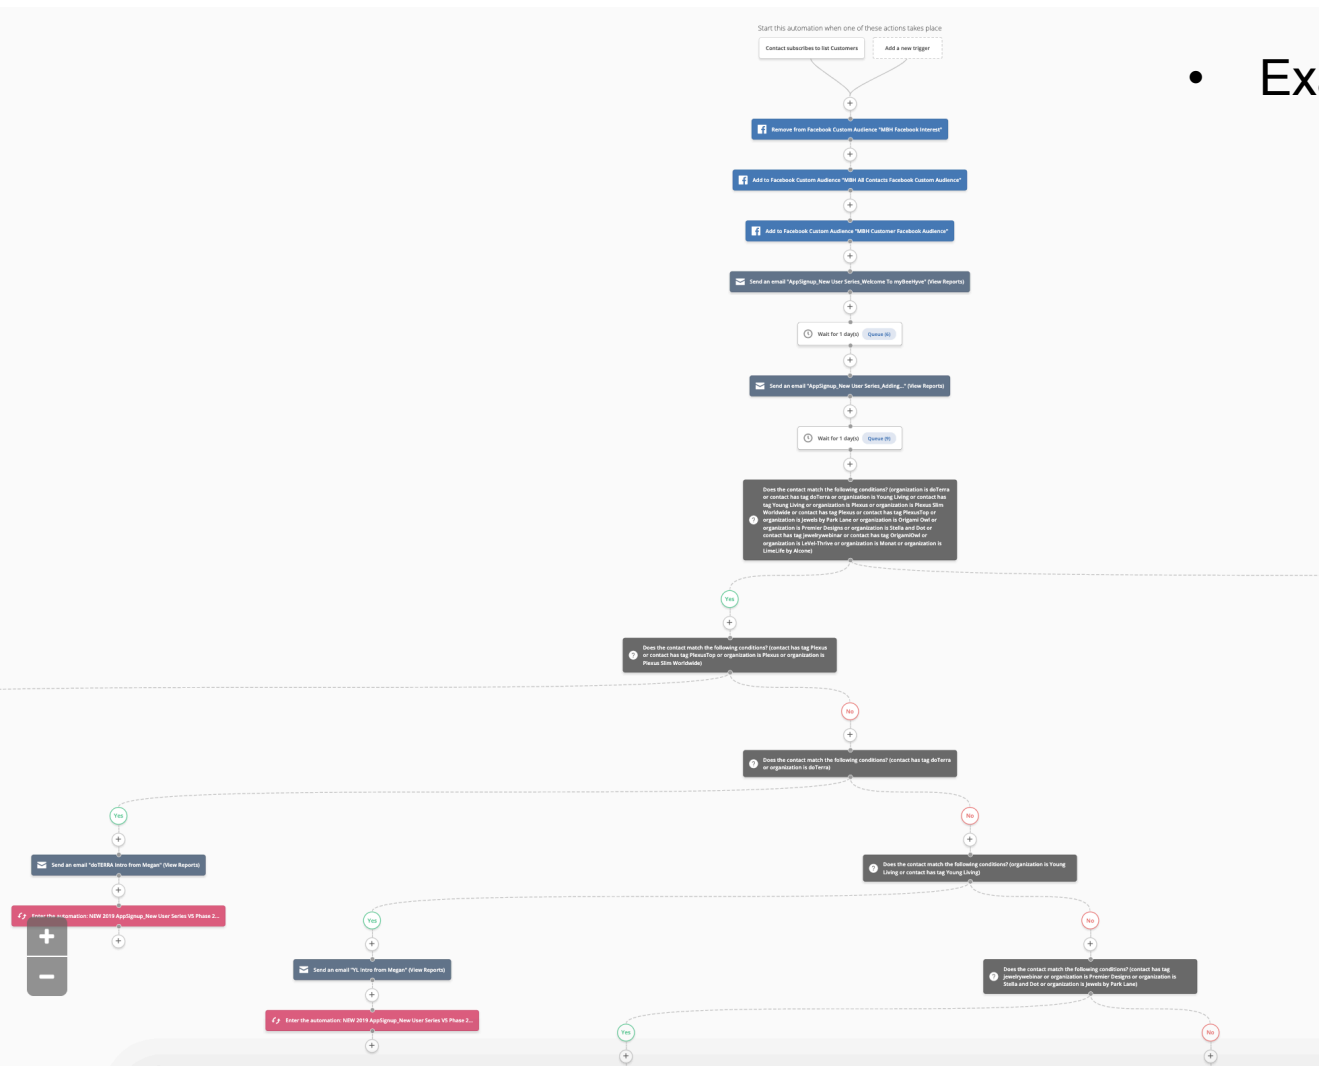 Start this automation when one of these actions takes place
Contact subscribes to list Customers
Add a new trigger
• Exa
Remove from Facebook Custom Audience "MBH Facebook Interest"
Add to Facebook Custom Audience "MBH All Contacts Facebook Custom Audience"
Add to Facebook Custom Audience "MBH Customer Facebook Audience"
Send an email "AppSignup_New User Series_Welcome To myBeeHyve" (View Reports)
Wait for 1 day(s) Queue (6)
Send an email "AppSignup_New User Series_Adding..." (View Reports)
Wait for 1 day(s) Queue (9)
Does the contact match the following conditions? (organization is doTerra
or contact has tag doTerra or organization is Young Living or contact has
tag Young Living or organization is Plexus or organization is Plexus Slim
Worldwide or contact has tag Plexus or contact has tag PlexusTop or
organization is Jewels by Park Lane or organization is Origami Owl or
organization is Premier Designs or organization is Stella and Dot or
contact has tag jewelrywebinar or contact has tag OrigamiOwl or
organization is LeVel-Thrive or organization is Monat or organization is
LimeLife by Alcone)
Yes
Does the contact match the following conditions? (contact has tag Plexus
or contact has tag PlexusTop or organization is Plexus or organization is
Plexus Slim Worldwide)
No
Does the contact match the following conditions? (contact has tag doTerra
or organization is doTerra)
Yes
No
Send an email "doTERRA Intro from Megan" (View Reports)
Does the contact match the following conditions? (organization is Young
Living or contact has tag Young Living)
Enter the automation: NEW 2019 AppSignup_New User Series V5 Phase 2...
Yes
No
Send an email "YL Intro from Megan" (View Reports)
Does the contact match the following conditions? (contact has tag
jewelrywebinar or organization is Premier Designs or organization is
Stella and Dot or organization is Jewels by Park Lane)
Enter the automation: NEW 2019 AppSignup_New User Series V5 Phase 2...
Yes
No